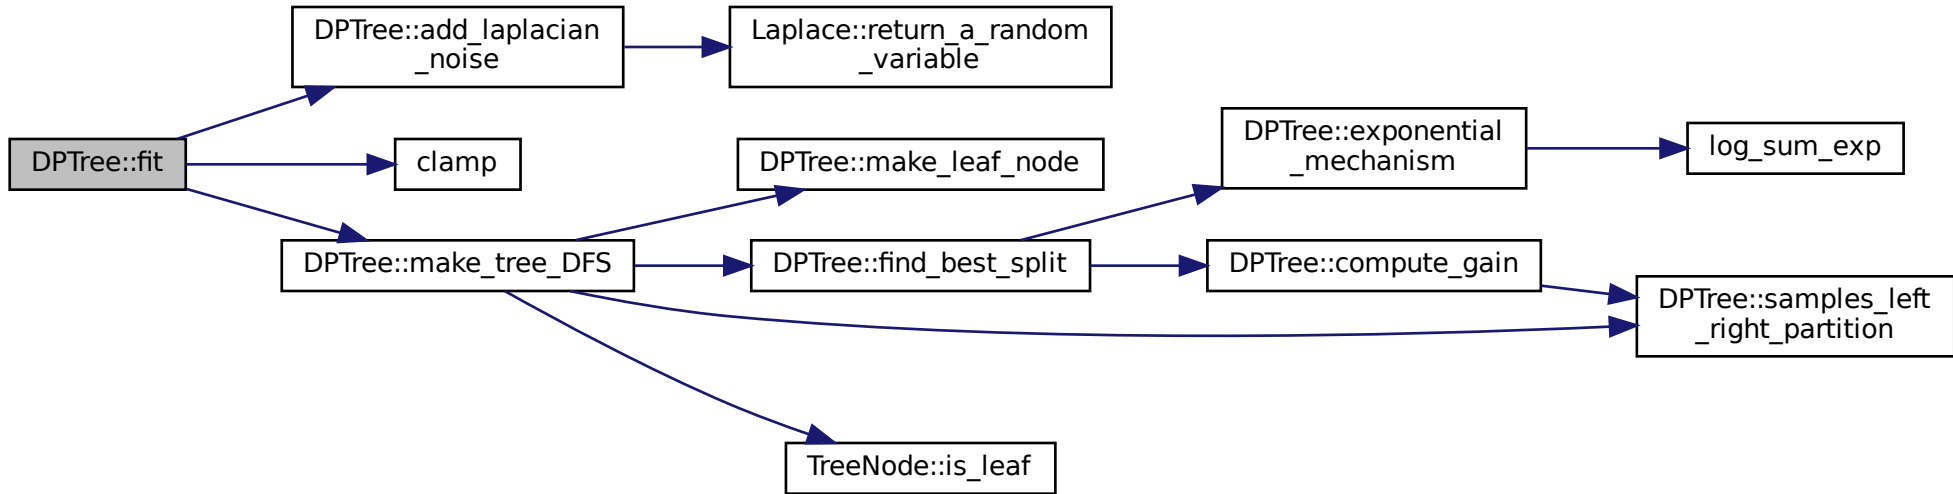 DPTree::add_laplacian
_noise
Laplace::return_a_random
_variable
DPTree::fit
clamp
DPTree::make_leaf_node
DPTree::exponential
_mechanism
log_sum_exp
DPTree::make_tree_DFS
DPTree::find_best_split
DPTree::compute_gain
DPTree::samples_left
_right_partition
TreeNode::is_leaf